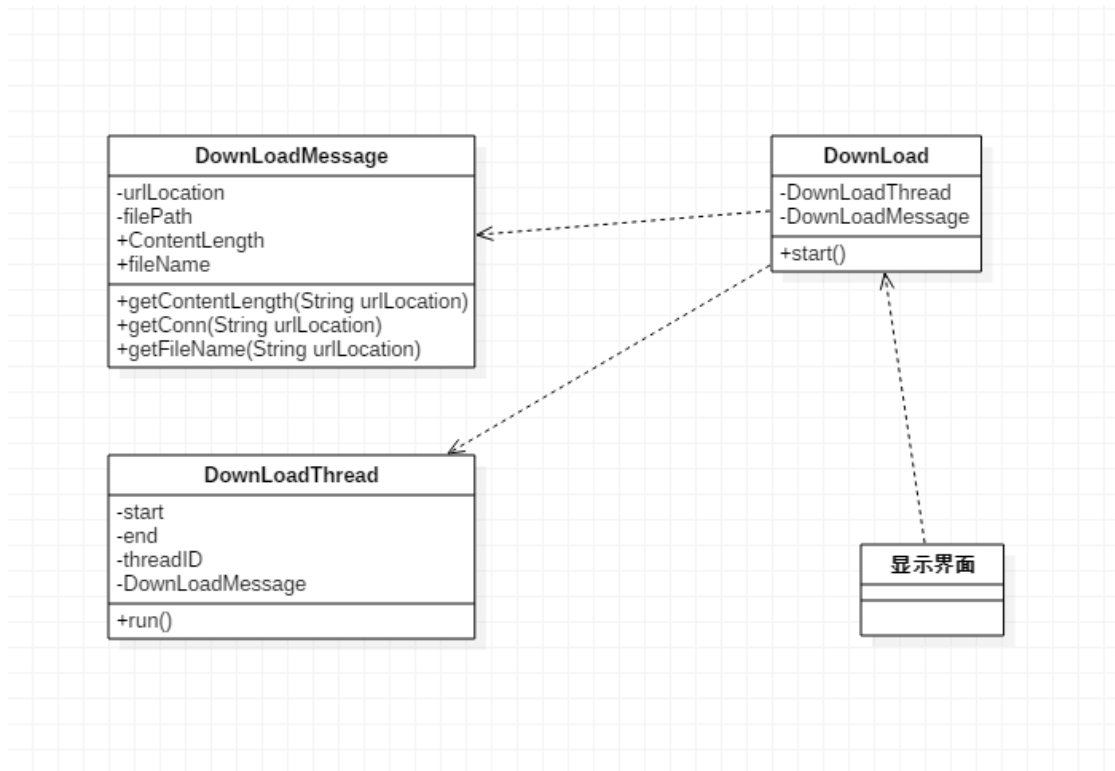 DownLoadMessage
-urlLocation
-filePath
+ContentLength
+fileName
+getContentLength(String urlLocation)
+getConn(String urlLocation)
+getFileName(String urlLocation)
DownLoad
-DownLoadThread
-DownLoadMessage
+start()
DownLoadThread
-start
-end
-threadID
-DownLoadMessage
+run()
显示界面